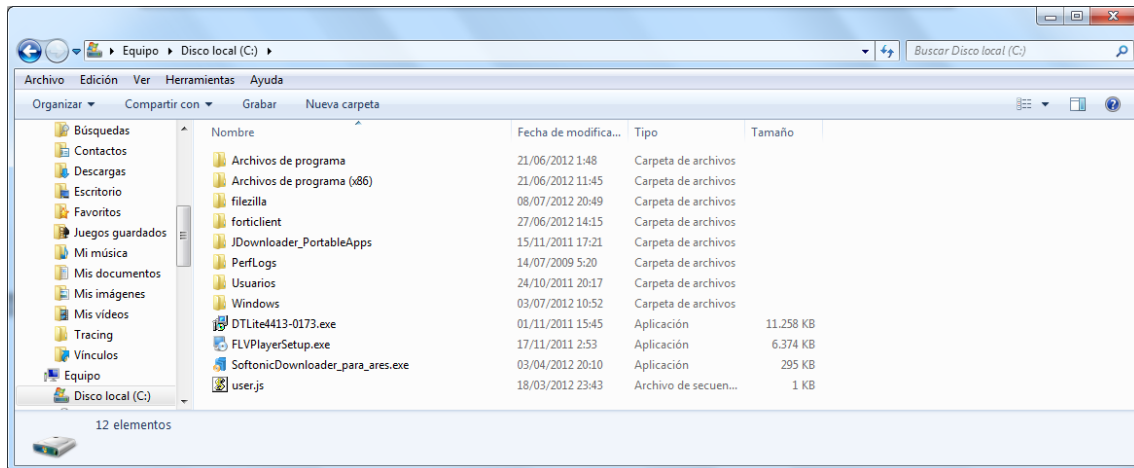 Equipo Disco local (C:) Buscar Disco local (C:)
Archivo Edición Ver Herramientas Ayuda
Organizar Compartir con Grabar Nueva carpeta
Búsquedas
Contactos
Descargas
Escritorio
Favoritos
Juegos guardados
Mi música
Mis documentos
Mis imágenes
Mis vídeos
Tracing
Vínculos
Equipo
Disco local (C:)
Nombre Fecha de modifica... Tipo Tamaño
Archivos de programa 21/06/2012 1:48 Carpeta de archivos
Archivos de programa (x86) 21/06/2012 11:45 Carpeta de archivos
filezilla 08/07/2012 20:49 Carpeta de archivos
forticlient 27/06/2012 14:15 Carpeta de archivos
JDownloader_PortableApps 15/11/2011 17:21 Carpeta de archivos
PerfLogs 14/07/2009 5:20 Carpeta de archivos
Usuarios 24/10/2011 20:17 Carpeta de archivos
Windows 03/07/2012 10:52 Carpeta de archivos
DTLite4413-0173.exe 01/11/2011 15:45 Aplicación 11.258 KB
FLVPlayerSetup.exe 17/11/2011 2:53 Aplicación 6.374 KB
SoftonicDownloader_para_ares.exe 03/04/2012 20:10 Aplicación 295 KB
user.js 18/03/2012 23:43 Archivo de secuen... 1 KB
12 elementos